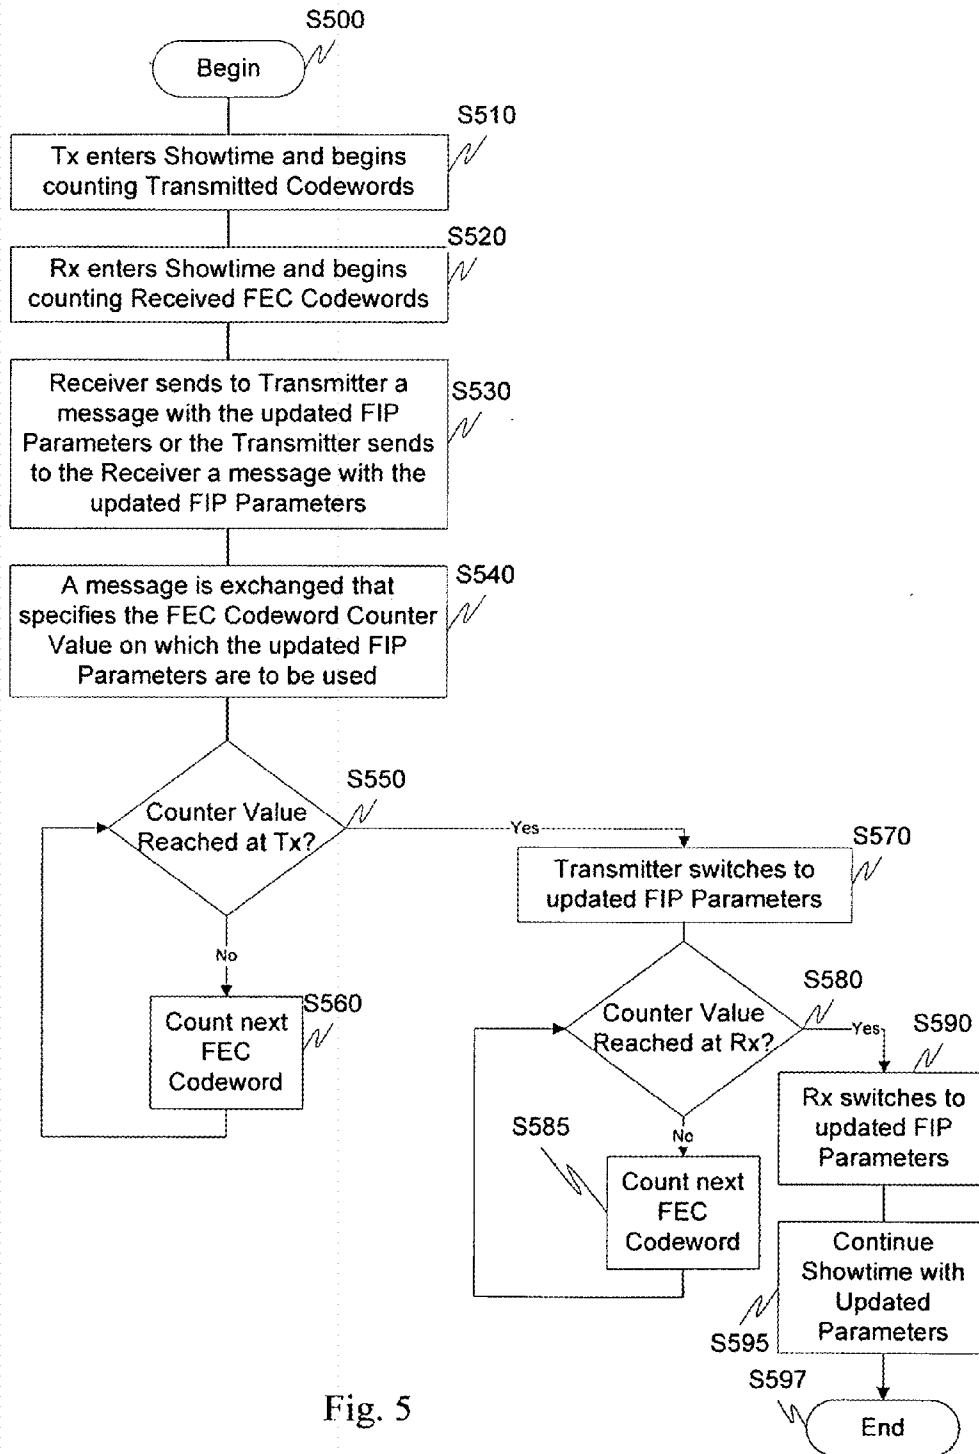 S500
Begin
S510
Tx enters Showtime and begins
counting Transmitted Codewords
S520
Rx enters Showtime and begins
counting Received FEC Codewords
S530
Receiver sends to Transmitter a
message with the updated FIP
Parameters or the Transmitter sends
to the Receiver a message with the
updated FIP Parameters
S540
A message is exchanged that
specifies the FEC Codeword Counter
Value on which the updated FIP
Parameters are to be used
S550
Counter Value
Reached at Tx?
Yes
No
S560
Count next
FEC
Codeword
S570
Transmitter switches to
updated FIP Parameters
S580
Counter Value
Reached at Rx?
Yes
No
S585
Count next
FEC
Codeword
S590
Rx switches to
updated FIP
Parameters
Continue
Showtime with
Updated
Parameters
S595
S597
End
Fig. 5